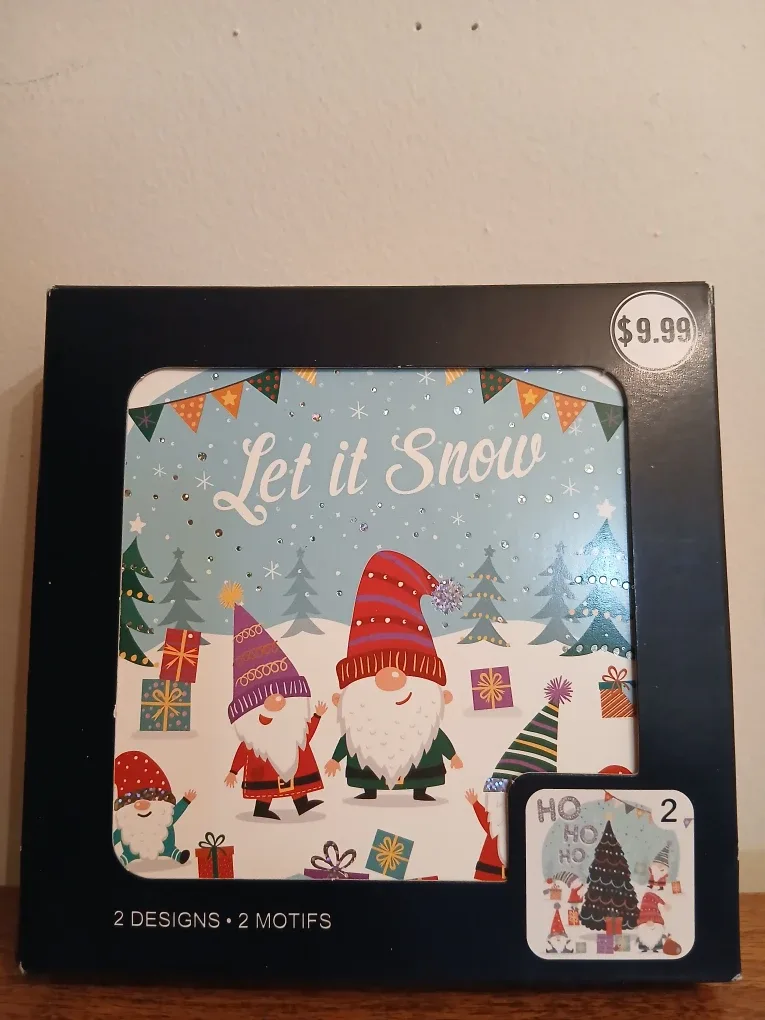 $9.99
Let it Snow
HO
HO
HO
2
2 DESIGNS • 2 MOTIFS